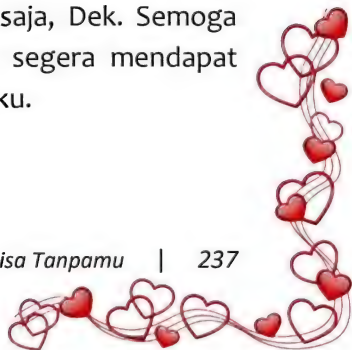 saja, Dek. Semoga
segera mendapat
ku.
isa Tanpamu | 237